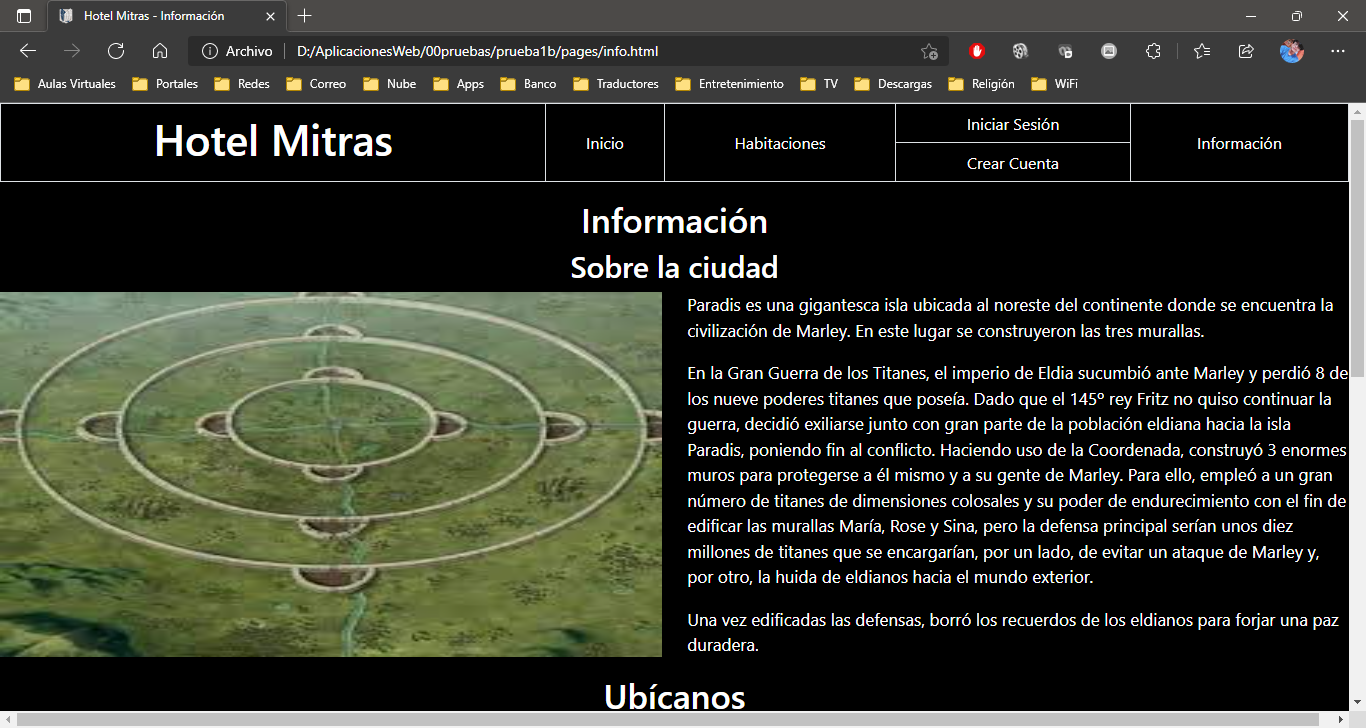 Hotel Mitras - Información
Archivo
D:/AplicacionesWeb/00pruebas/prueba1b/pages/info.html
Aulas Virtuales
Portales
Redes
Correo
Nube
Apps
Banco
Traductores
Entretenimiento
TV
Descargas
Religión
WiFi
Hotel Mitras
Inicio
Habitaciones
Iniciar Sesión
Crear Cuenta
Información
Información
Sobre la ciudad
Paradis es una gigantesca isla ubicada al noreste del continente donde se encuentra la
civilización de Marley. En este lugar se construyeron las tres murallas.
En la Gran Guerra de los Titanes, el imperio de Eldia sucumbió ante Marley y perdió 8 de
los nueve poderes titanes que poseía. Dado que el 145º rey Fritz no quiso continuar la
guerra, decidió exiliarse junto con gran parte de la población eldiana hacia la isla
Paradis, poniendo fin al conflicto. Haciendo uso de la Coordenada, construyó 3 enormes
muros para protegerse a él mismo y a su gente de Marley. Para ello, empleó a un gran
número de titanes de dimensiones colosales y su poder de endurecimiento con el fin de
edificar las murallas María, Rose y Sina, pero la defensa principal serían unos diez
millones de titanes que se encargarían, por un lado, de evitar un ataque de Marley y,
por otro, la huida de eldianos hacia el mundo exterior.
Una vez edificadas las defensas, borró los recuerdos de los eldianos para forjar una paz
duradera.
Ubícanos